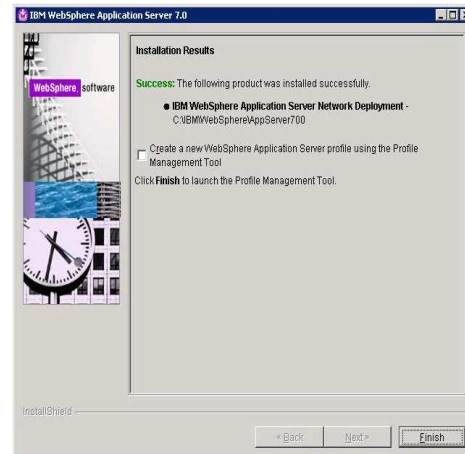 IBM WebSphere Application Server 7.0
WebSphere. software
Installation Results
Success: The following product was installed successfully.
IBM WebSphere Application Server Network Deployment -
C:\IBM\WebSphere\AppServer700
Create a new WebSphere Application Server profile using the Profile
Management Tool
Click Finish to launch the Profile Management Tool.
InstallShield
< Back
Next >
Finish